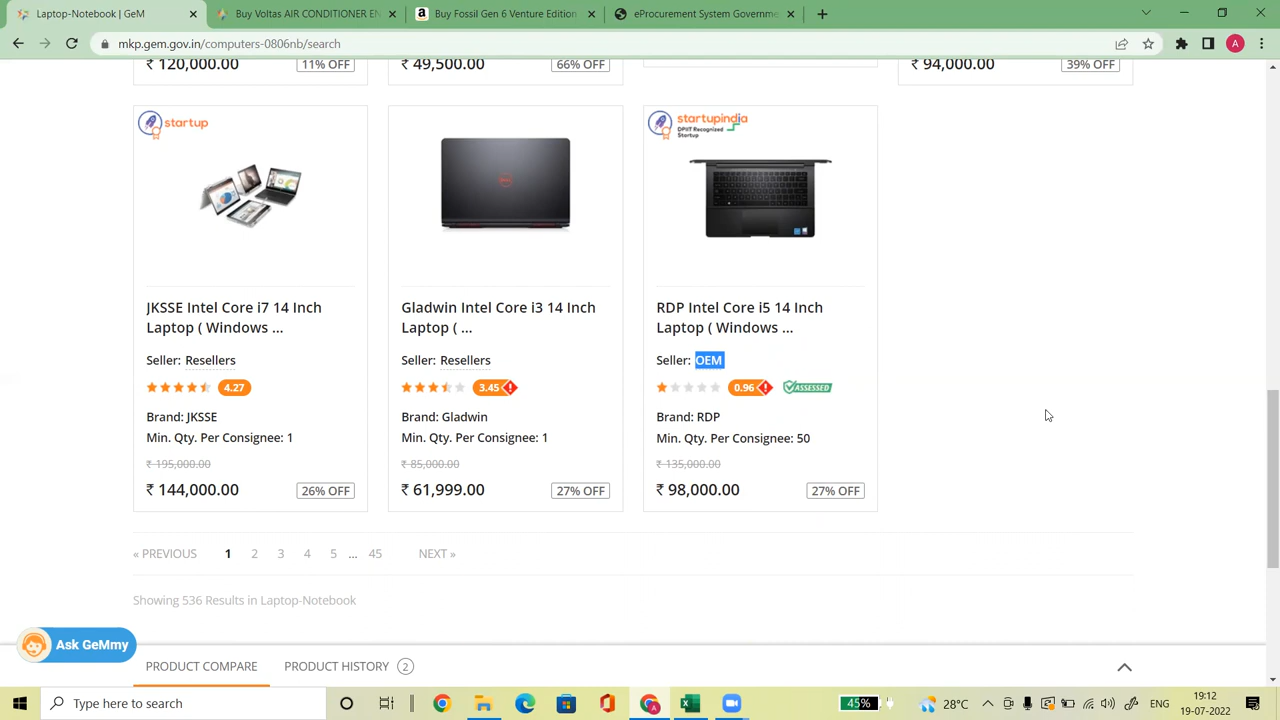 Laptop-Notebook | GeM
Buy Voltas AIR CONDITIONER EN
Buy Fossil Gen 6 Venture Edition
eProcurement System Governme
mkp.gem.gov.in/computers-0806nb/search
A
₹ 120,000.00 11% OFF
₹ 49,500.00 66% OFF
₹ 94,000.00 39% OFF
startup
JKSSE Intel Core i7 14 Inch
Laptop ( Windows ...
Seller: Resellers
4.27
Brand: JKSSE
Min. Qty. Per Consignee: 1
₹ 195,000.00
₹ 144,000.00 26% OFF
Gladwin Intel Core i3 14 Inch
Laptop ( ...
Seller: Resellers
3.45
Brand: Gladwin
Min. Qty. Per Consignee: 1
₹ 85,000.00
₹ 61,999.00 27% OFF
startupindia
DPIIT Recognized
Startup
RDP Intel Core i5 14 Inch
Laptop ( Windows ...
Seller: OEM
0.96 ASSESSED
Brand: RDP
Min. Qty. Per Consignee: 50
₹ 135,000.00
₹ 98,000.00 27% OFF
« PREVIOUS 1 2 3 4 5 ... 45 NEXT »
Showing 536 Results in Laptop-Notebook
Ask GeMmy
PRODUCT COMPARE PRODUCT HISTORY 2
Type here to search
45%
28°C
ENG
19:12
19-07-2022